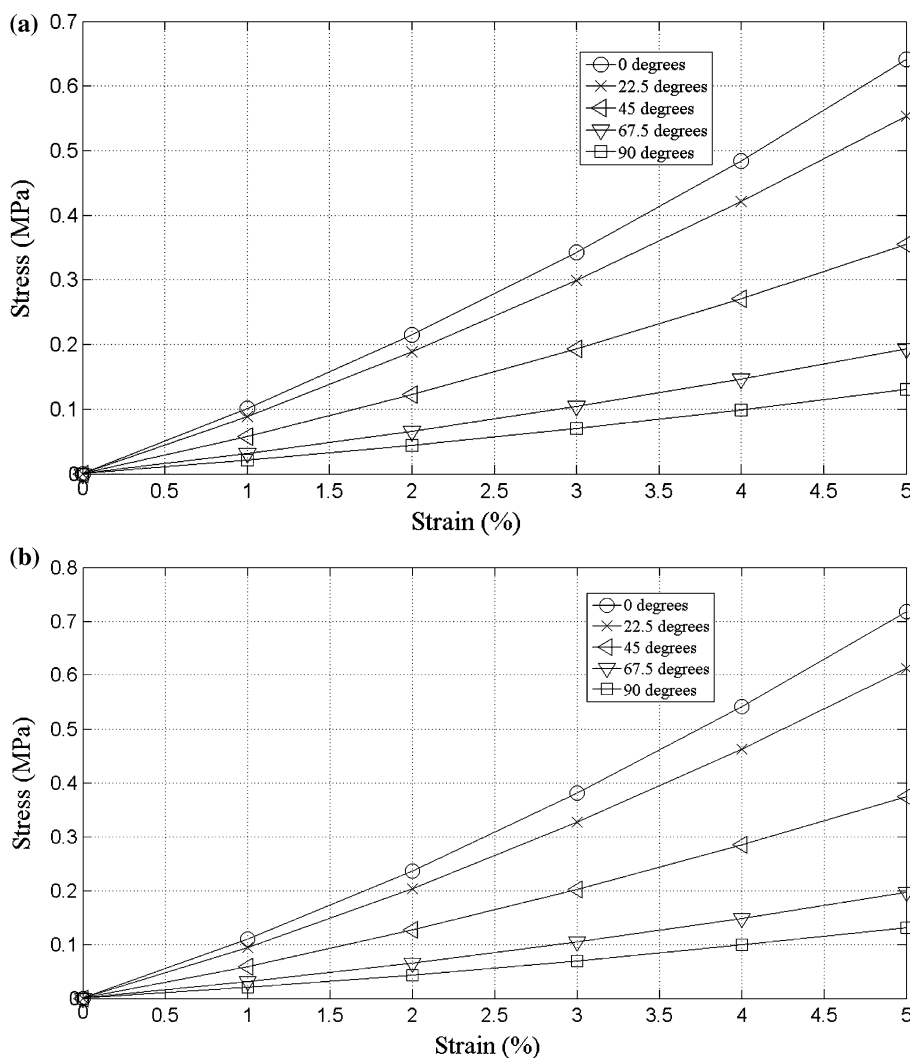 (a)
0.7
0.6
0.5
0.4
0.3
0.2
0.1
0
Stress (MPa)
0 degrees
22.5 degrees
45 degrees
67.5 degrees
90 degrees
0 0.5 1 1.5 2 2.5 3 3.5 4 4.5 5
Strain (%)
(b)
0.8
0.7
0.6
0.5
0.4
0.3
0.2
0.1
0
Stress (MPa)
0 degrees
22.5 degrees
45 degrees
67.5 degrees
90 degrees
0 0.5 1 1.5 2 2.5 3 3.5 4 4.5 5
Strain (%)